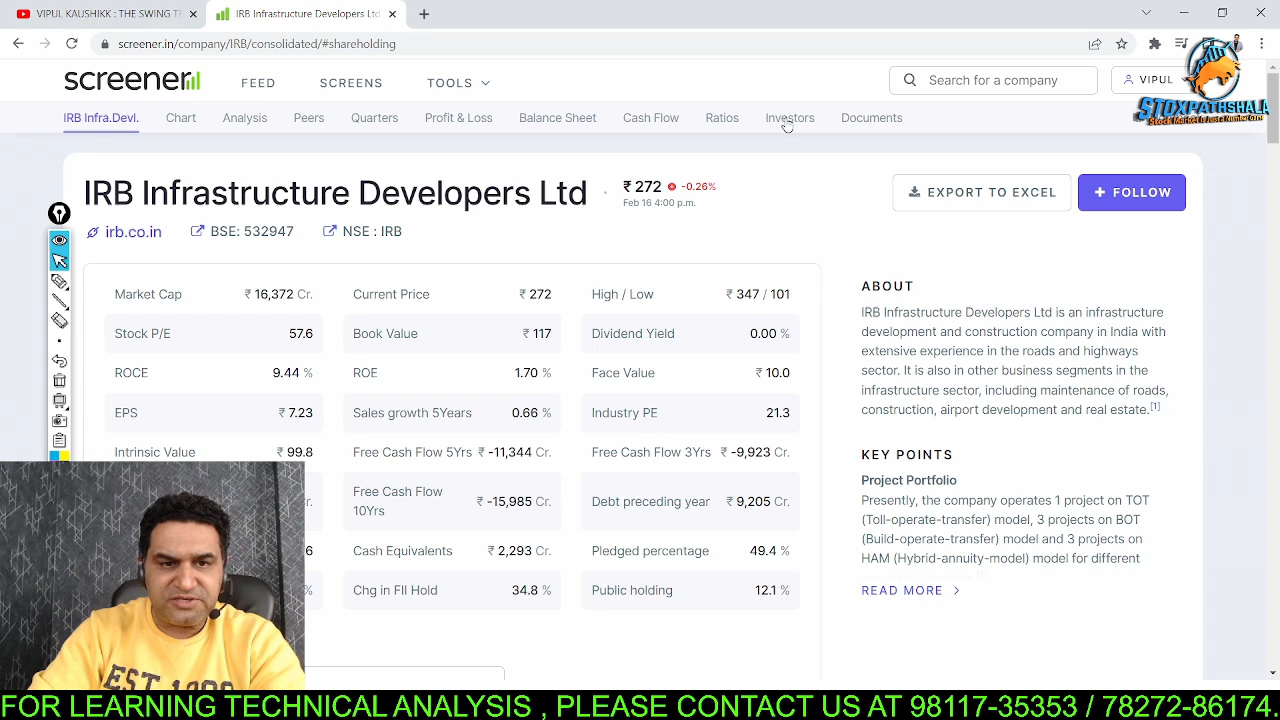 VIPUL KAUSHIKK : THE SWING TF
IRB Infrastructure Developers Ltd
screener.in/company/IRB/consolidated/#shareholding
screener
FEED
SCREENS
TOOLS
Search for a company
VIPUL
STOXPATHSHALA
Stock Market is Just a Number Game
IRB Infra.Devl.
Chart
Analysis
Peers
Quarters
Profit & Loss
Balance Sheet
Cash Flow
Ratios
Investors
Documents
IRB Infrastructure Developers Ltd
₹ 272 -0.26%
Feb 16 4:00 p.m.
EXPORT TO EXCEL
+ FOLLOW
irb.co.in
BSE: 532947
NSE : IRB
Market Cap ₹ 16,372 Cr.
Current Price ₹ 272
High / Low ₹ 347 / 101
Stock P/E 57.6
Book Value ₹ 117
Dividend Yield 0.00 %
ROCE 9.44 %
ROE 1.70 %
Face Value ₹ 10.0
EPS ₹ 7.23
Sales growth 5Years 0.66 %
Industry PE 21.3
Intrinsic Value ₹ 99.8
Free Cash Flow 5Yrs ₹ -11,344 Cr.
Free Cash Flow 3Yrs ₹ -9,923 Cr.
r.
Free Cash Flow
10Yrs
₹ -15,985 Cr.
Debt preceding year ₹ 9,205 Cr.
6
Cash Equivalents ₹ 2,293 Cr.
Pledged percentage 49.4 %
%
Chg in FII Hold 34.8 %
Public holding 12.1 %
ABOUT
IRB Infrastructure Developers Ltd is an infrastructure
development and construction company in India with
extensive experience in the roads and highways
sector. It is also in other business segments in the
infrastructure sector, including maintenance of roads,
construction, airport development and real estate.[1]
KEY POINTS
Project Portfolio
Presently, the company operates 1 project on TOT
(Toll-operate-transfer) model, 3 projects on BOT
(Build-operate-transfer) model and 3 projects on
HAM (Hybrid-annuity-model) model for different
READ MORE
FOR LEARNING TECHNICAL ANALYSIS , PLEASE CONTACT US AT 98117-35353 / 78272-86174.